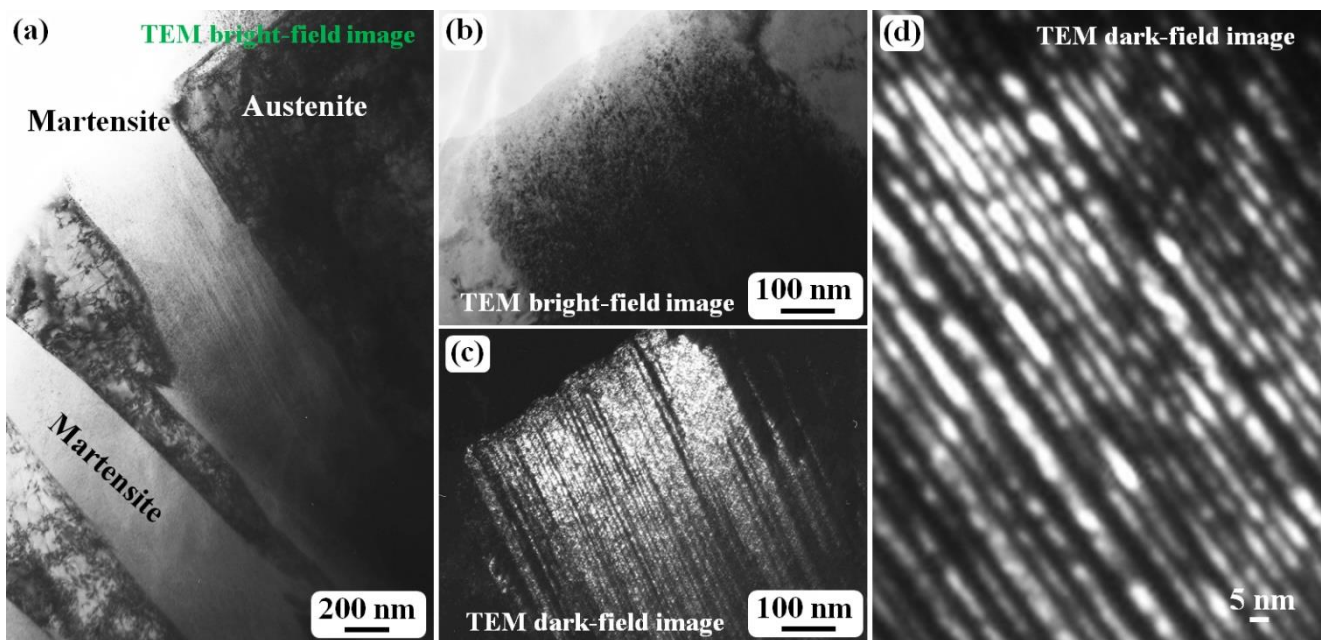 (a)
TEM bright-field image
Martensite
Austenite
Martensite
200 nm
(b)
100 nm
TEM bright-field image
(c)
TEM dark-field image
100 nm
(d)
TEM dark-field image
5 nm